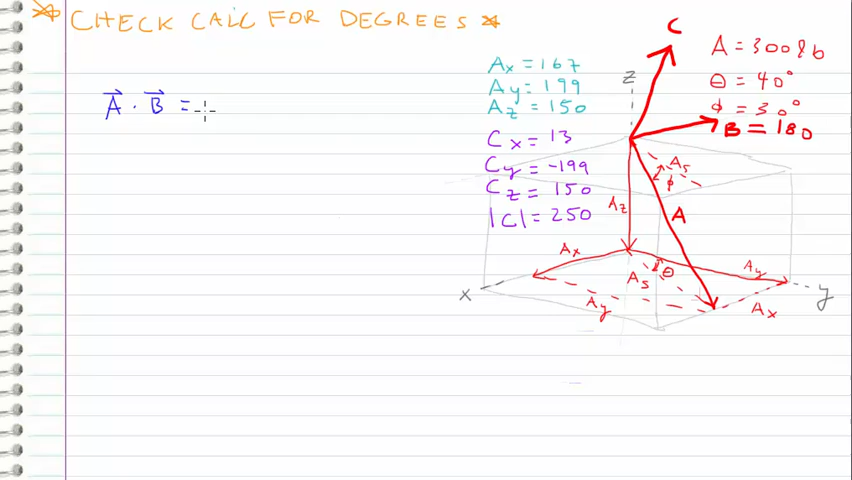 * CHECK CALC FOR DEGREES *
A⃗ · B⃗ =
Ax = 167
Ay = 199
Az = 150
Cx = 13
Cy = -199
Cz = 150
|C| = 250
A = 300 lb
θ = 40°
ϕ = 30°
B = 180
C
z
As
ϕ
Az
A
Ax
θ
Ay
As
x
Ay
Ax
y